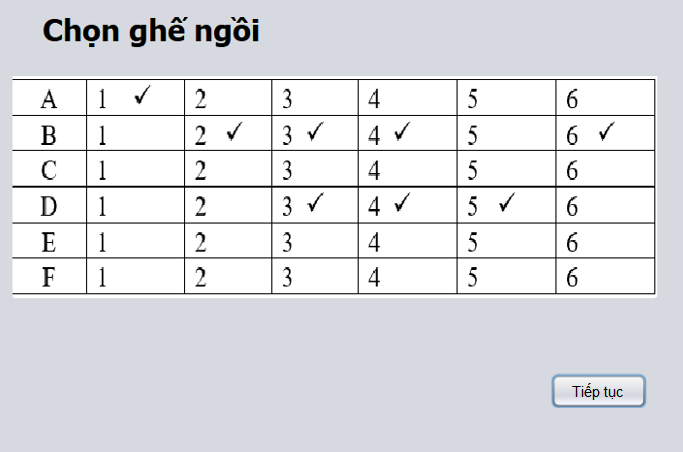 Chọn ghế ngồi
A 1 ✓ 2 3 4 5 6
B 1 2 ✓ 3 ✓ 4 ✓ 5 6 ✓
C 1 2 3 4 5 6
D 1 2 3 ✓ 4 ✓ 5 ✓ 6
E 1 2 3 4 5 6
F 1 2 3 4 5 6
Tiếp tục